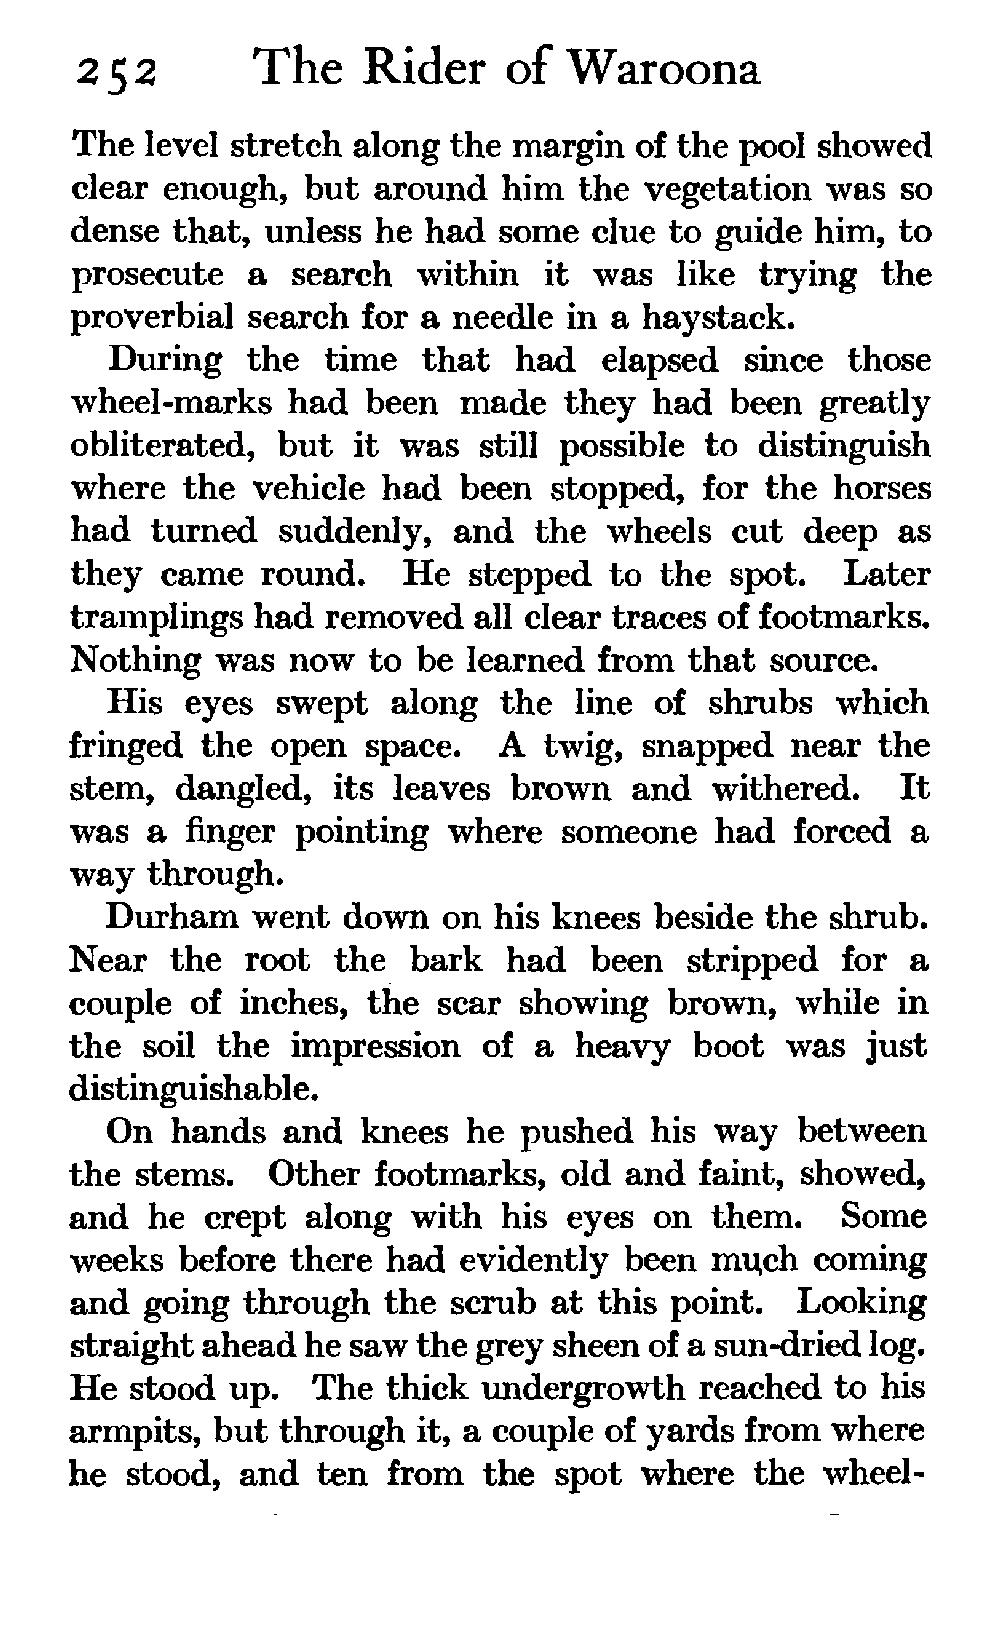 252 The Rider of Waroona
The level stretch along the margin of the pool showed
clear enough, but around him the vegetation was so
dense that, unless he had some clue to guide him, to
prosecute a search within it was like trying the
proverbial search for a needle in a haystack.
During the time that had elapsed since those
wheel-marks had been made they had been greatly
obliterated, but it was still possible to distinguish
where the vehicle had been stopped, for the horses
had turned suddenly, and the wheels cut deep as
they came round. He stepped to the spot. Later
tramplings had removed all clear traces of footmarks.
Nothing was now to be learned from that source.
His eyes swept along the line of shrubs which
fringed the open space. A twig, snapped near the
stem, dangled, its leaves brown and withered. It
was a finger pointing where someone had forced a
way through.
Durham went down on his knees beside the shrub.
Near the root the bark had been stripped for a
couple of inches, the scar showing brown, while in
the soil the impression of a heavy boot was just
distinguishable.
On hands and knees he pushed his way between
the stems. Other footmarks, old and faint, showed,
and he crept along with his eyes on them. Some
weeks before there had evidently been much coming
and going through the scrub at this point. Looking
straight ahead he saw the grey sheen of a sun-dried log.
He stood up. The thick undergrowth reached to his
armpits, but through it, a couple of yards from where
he stood, and ten from the spot where the wheel-